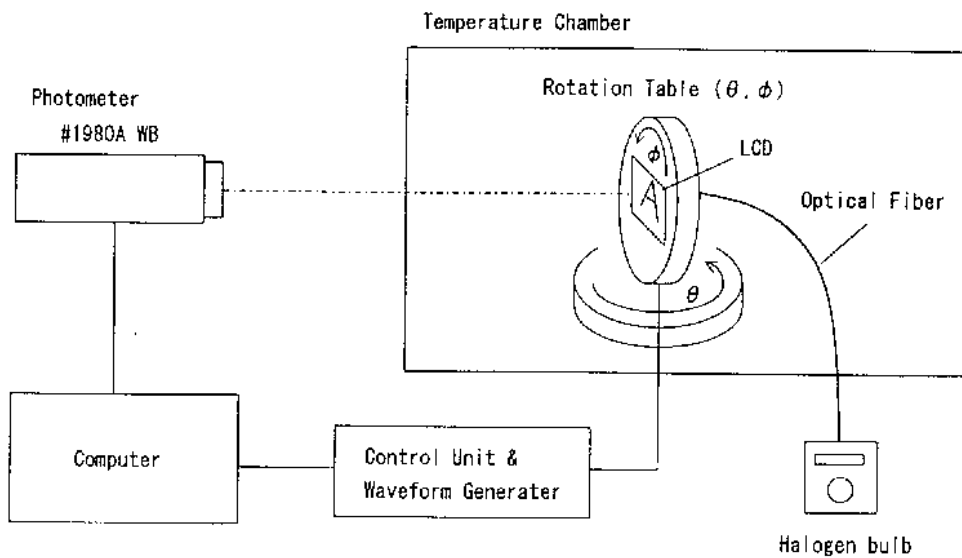 Temperature Chamber
Photometer
#1980A WB
Rotation Table (θ, ϕ)
ϕ
LCD
A
Optical Fiber
θ
Computer
Control Unit &
Waveform Generater
Halogen bulb